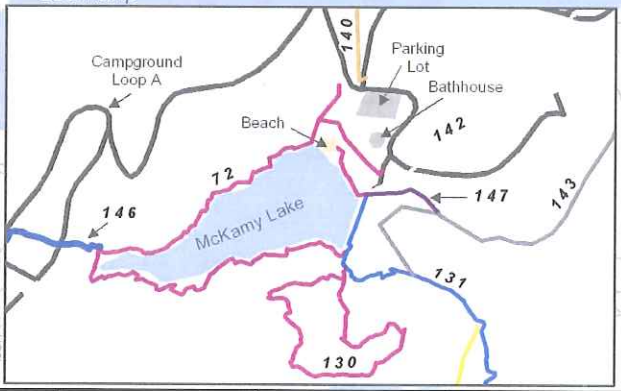 140
Parking
Lot
Campground
Loop A
Bathhouse
Beach
142
72
147
143
146
McKamy Lake
131
130